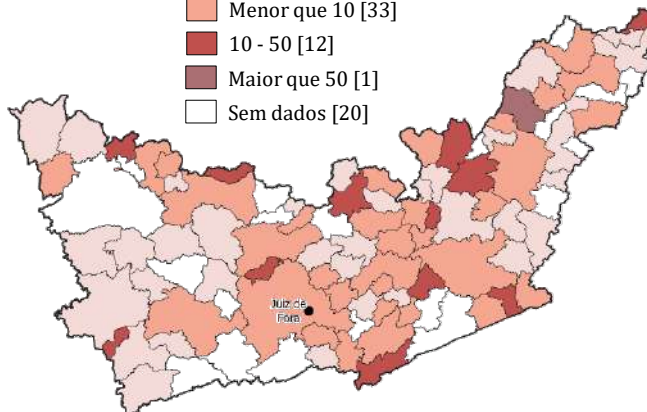 Menor que 10 [33]
10 - 50 [12]
Maior que 50 [1]
Sem dados [20]
Juiz de
Fora